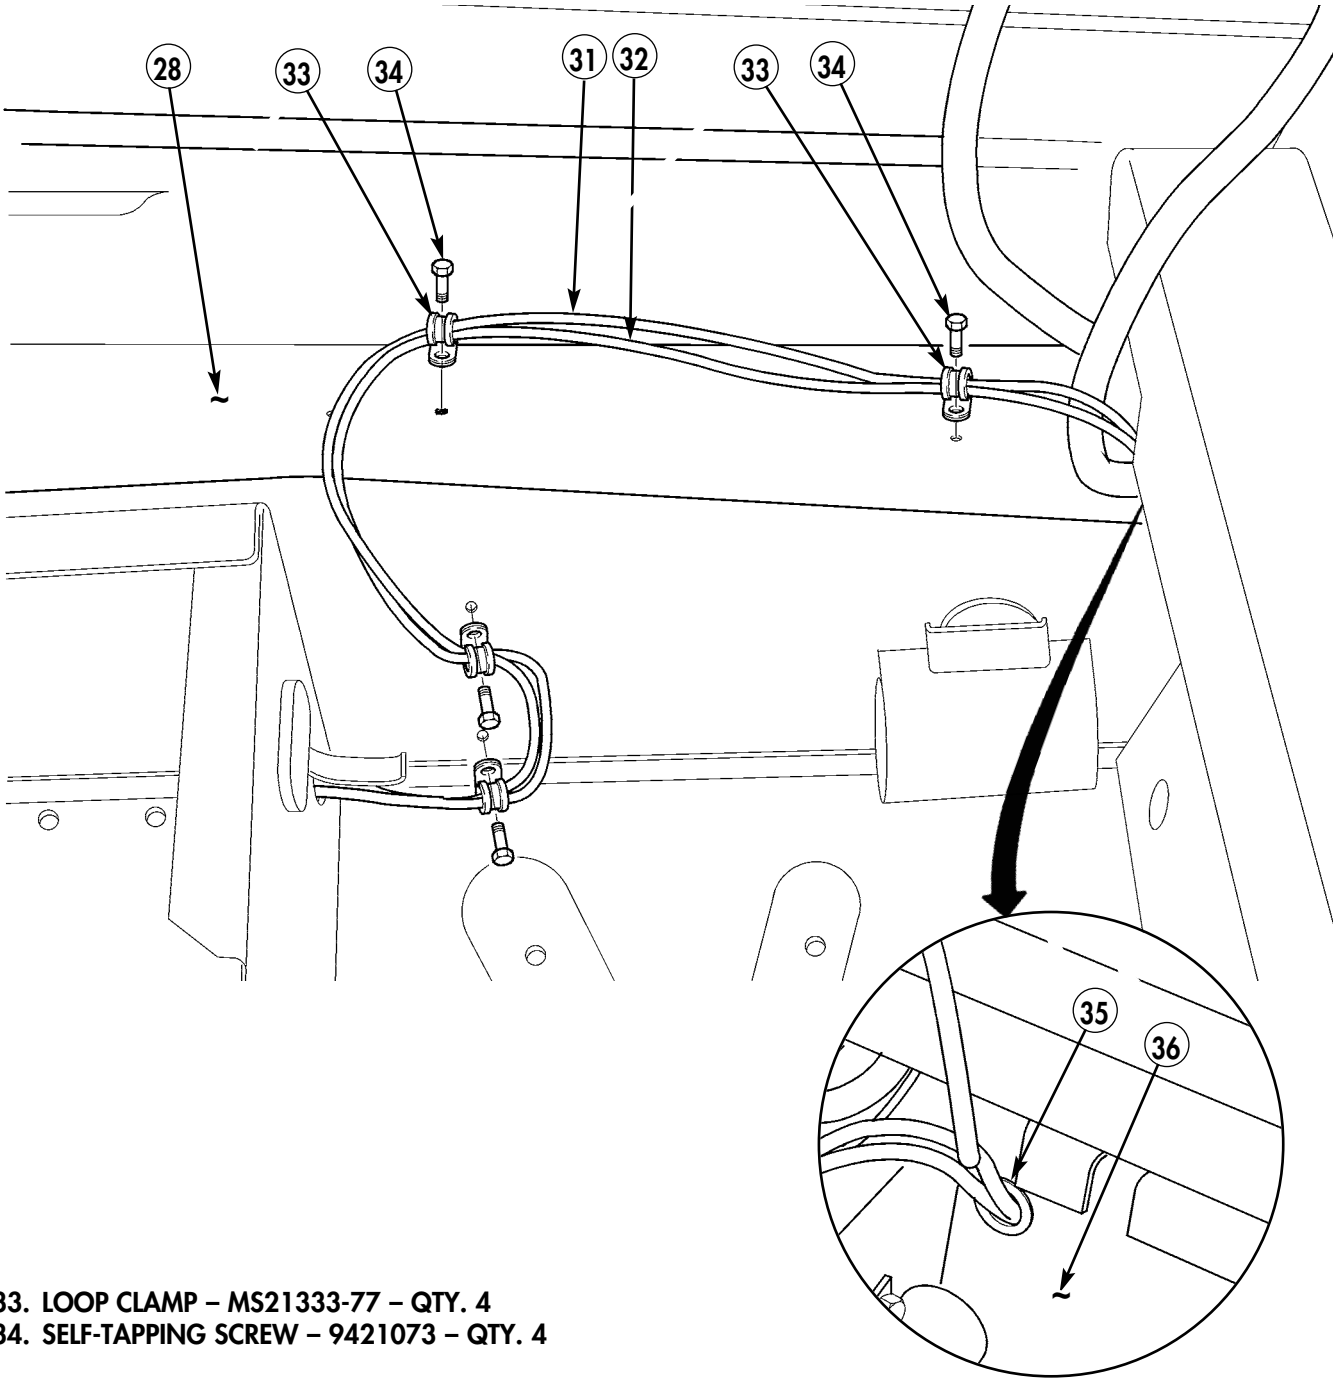 28 33 34 31 32 33 34
35
36
33. LOOP CLAMP – MS21333-77 – QTY. 4
34. SELF-TAPPING SCREW – 9421073 – QTY. 4